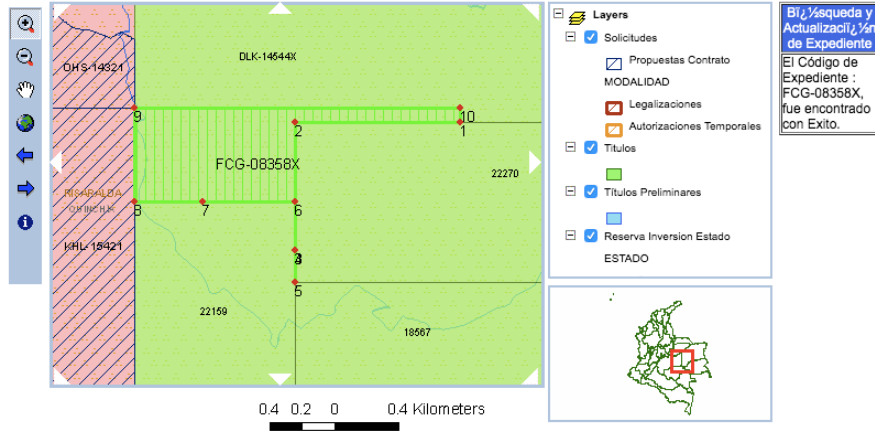 OHS-14321
DLK-14544X
9
10
2
1
FCG-08358X
22270
RISARALDA
QUINCHIA
8
7
6
KHL-15421
3
4
5
22159
18567
0.4 0.2 0 0.4 Kilometers
Layers
Solicitudes
Propuestas Contrato
MODALIDAD
Legalizaciones
Autorizaciones Temporales
Titulos
Títulos Preliminares
Reserva Inversion Estado
ESTADO
Bï¿½squeda y
Actualizaciï¿½n
de Expediente
El Código de
Expediente :
FCG-08358X,
fue encontrado
con Exito.